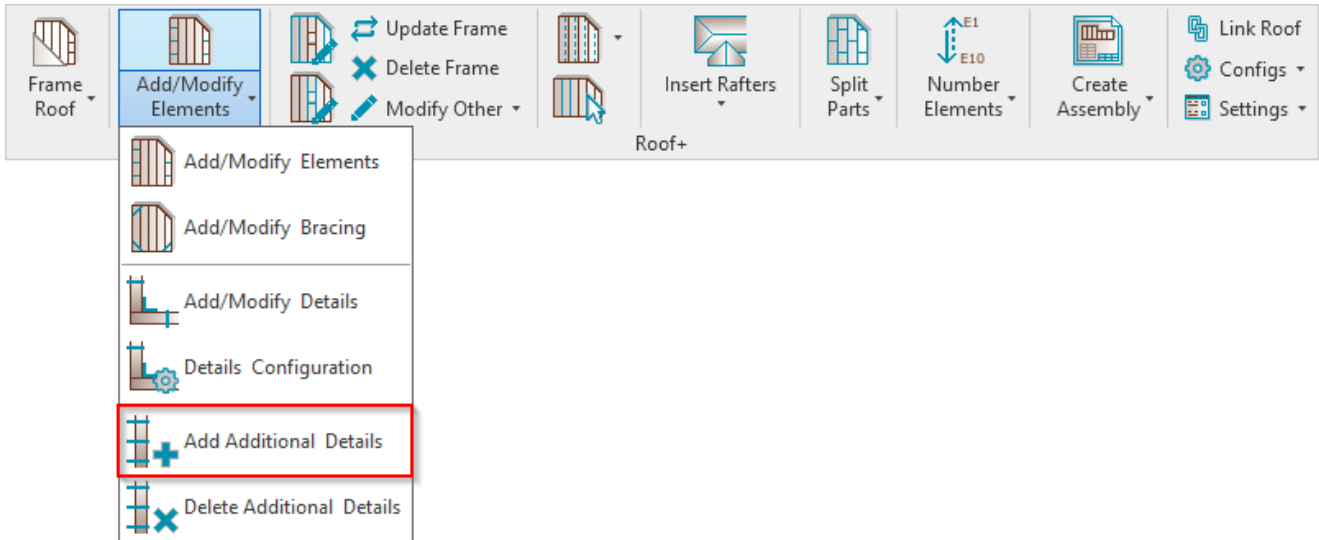 Frame
Roof
Add/Modify
Elements
Update Frame
Delete Frame
Modify Other
Insert Rafters
Split
Parts
E1
E10
Number
Elements
Create
Assembly
Link Roof
Configs
Settings
Roof+
Add/Modify Elements
Add/Modify Bracing
Add/Modify Details
Details Configuration
Add Additional Details
Delete Additional Details